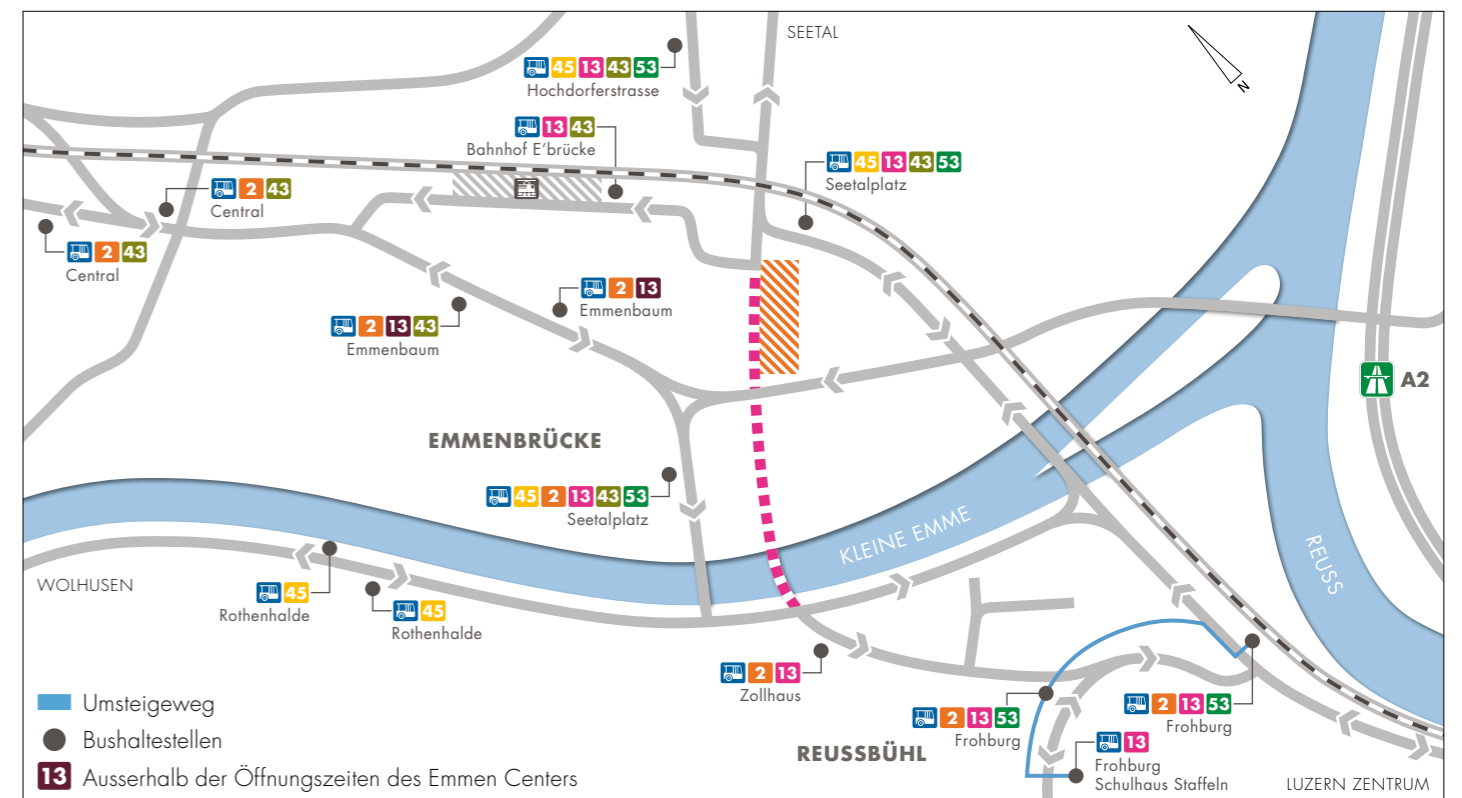 SEETAL
45 13 43 53
Hochdorferstrasse
N
13 43
Bahnhof E'brücke
45 13 43 53
Seetalplatz
2 43
Central
2 43
Central
2 13
Emmenbaum
2 13 43
Emmenbaum
A2
EMMENBRÜCKE
45 2 13 43 53
Seetalplatz
KLEINE EMME
REUSS
WOLHUSEN
45
Rothenhalde
45
Rothenhalde
2 13
Zollhaus
2 13 53
Frohburg
2 13 53
Frohburg
13
Frohburg
Schulhaus Staffeln
REUSSBÜHL
LUZERN ZENTRUM
Umsteigeweg
Bushaltestellen
13 Ausserhalb der Öffnungszeiten des Emmen Centers